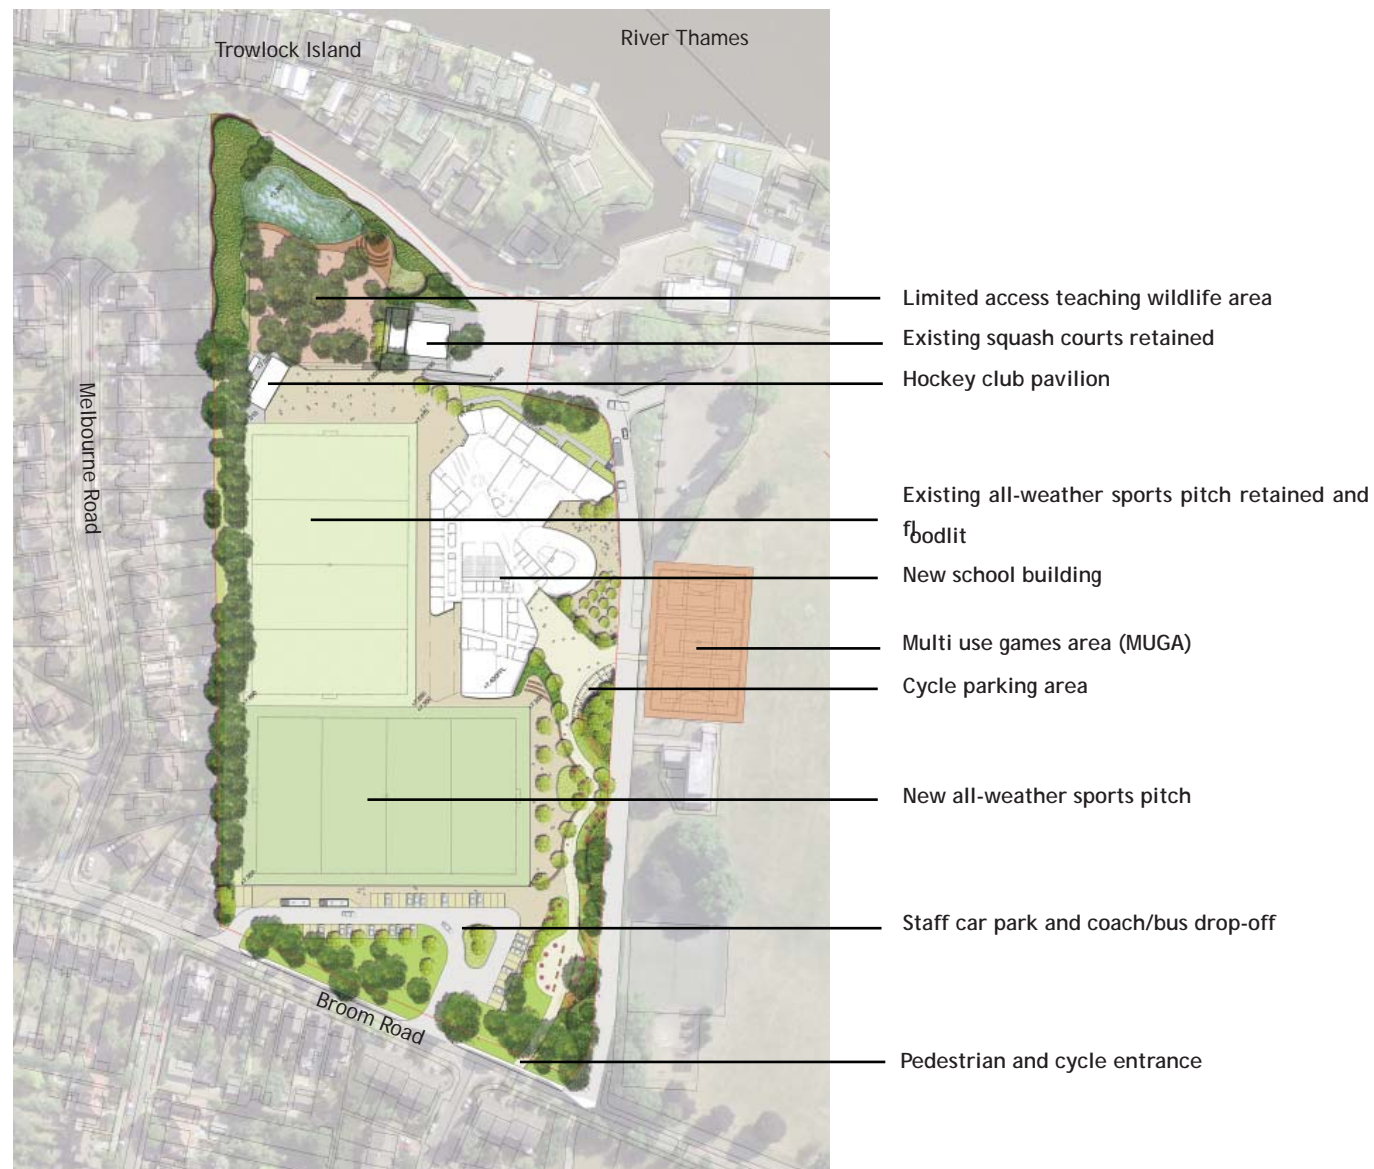 Trowlock Island
River Thames
Limited access teaching wildlife area
Existing squash courts retained
Hockey club pavilion
Melbourne Road
Existing all-weather sports pitch retained and
floodlit
New school building
Multi use games area (MUGA)
Cycle parking area
New all-weather sports pitch
Staff car park and coach/bus drop-off
Broom Road
Pedestrian and cycle entrance